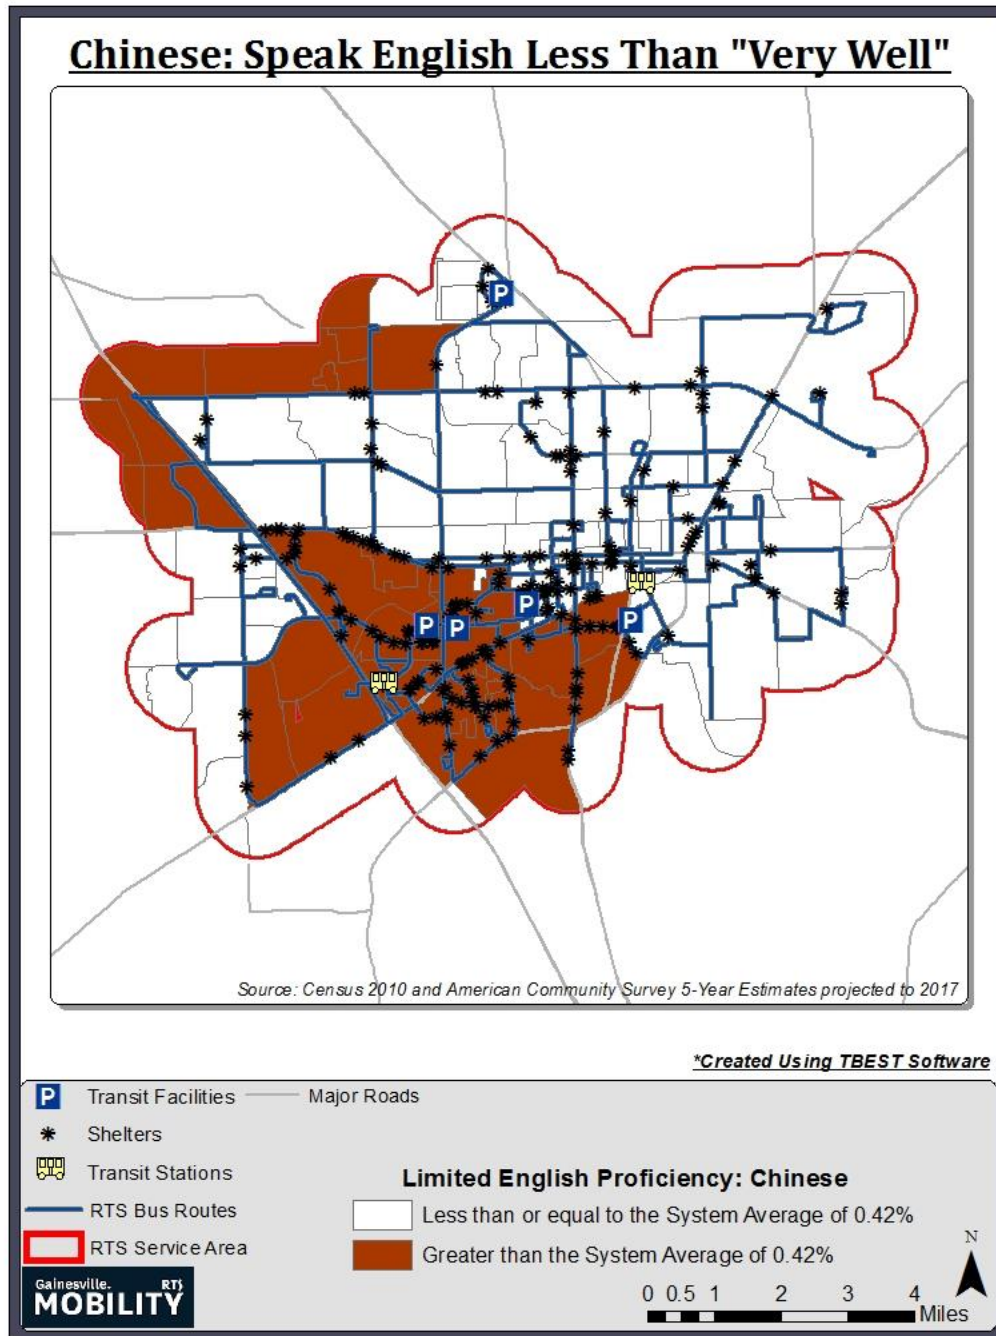 Chinese: Speak English Less Than "Very Well"
P
P
P
P
P
Source: Census 2010 and American Community Survey 5-Year Estimates projected to 2017
*Created Using TBEST Software
P Transit Facilities
Major Roads
Shelters
Transit Stations
RTS Bus Routes
RTS Service Area
Gainesville. RTS
MOBILITY
Limited English Proficiency: Chinese
Less than or equal to the System Average of 0.42%
Greater than the System Average of 0.42%
N
0 0.5 1 2 3 4
Miles